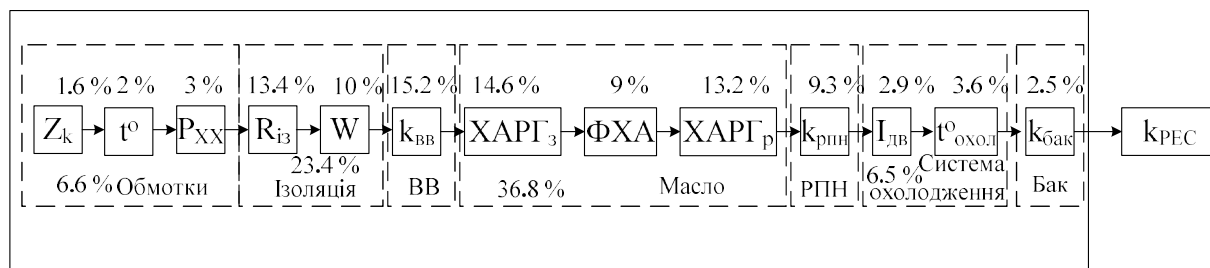 1.6 % 2 % 3 % 13.4 % 10 % 15.2 % 14.6 % 9 % 13.2 % 9.3 % 2.9 % 3.6 % 2.5 %
Zk tº PXX Rіз W kвв ХАРГз ФХА ХАРГр kрпн Iдв tºохол kбак kРЕС
6.6 % Обмотки
23.4 % Ізоляція
ВВ
36.8 % Масло
РПН
6.5 % Система охолодження
Бак